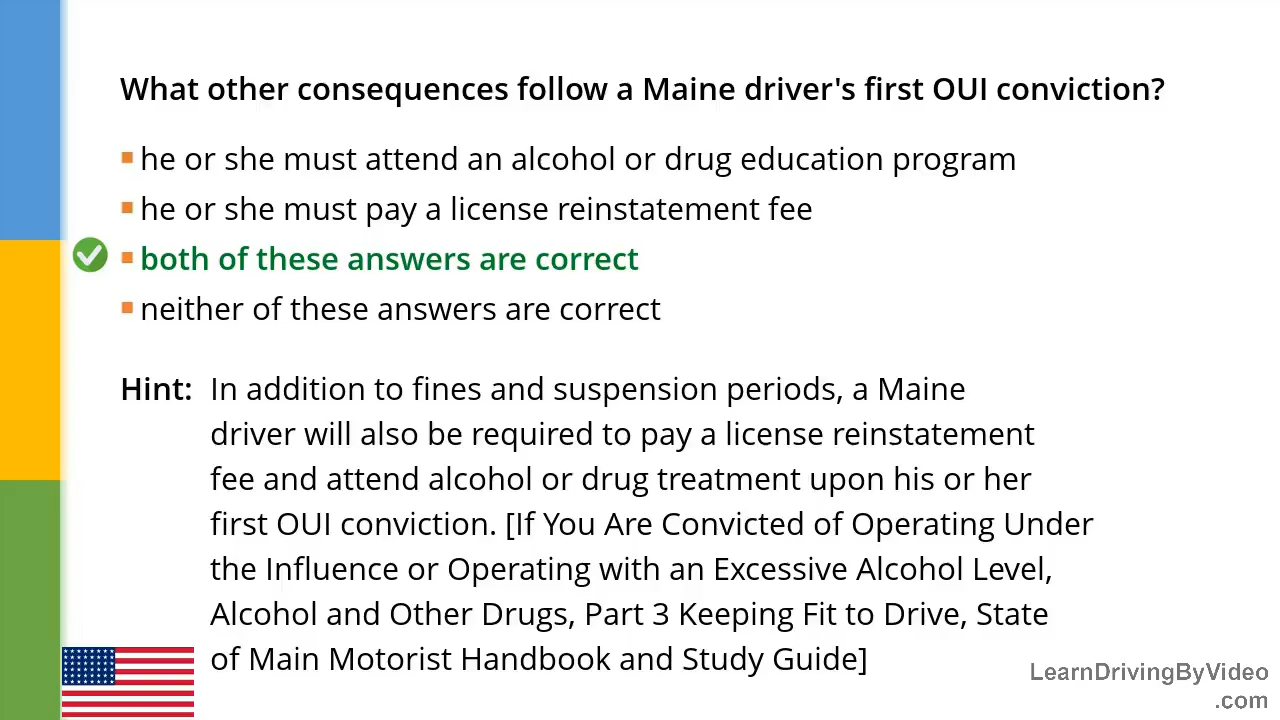 What other consequences follow a Maine driver's first OUI conviction?
he or she must attend an alcohol or drug education program
he or she must pay a license reinstatement fee
both of these answers are correct
neither of these answers are correct
Hint: In addition to fines and suspension periods, a Maine
driver will also be required to pay a license reinstatement
fee and attend alcohol or drug treatment upon his or her
first OUI conviction. [If You Are Convicted of Operating Under
the Influence or Operating with an Excessive Alcohol Level,
Alcohol and Other Drugs, Part 3 Keeping Fit to Drive, State
of Main Motorist Handbook and Study Guide]
LearnDrivingByVideo
.com